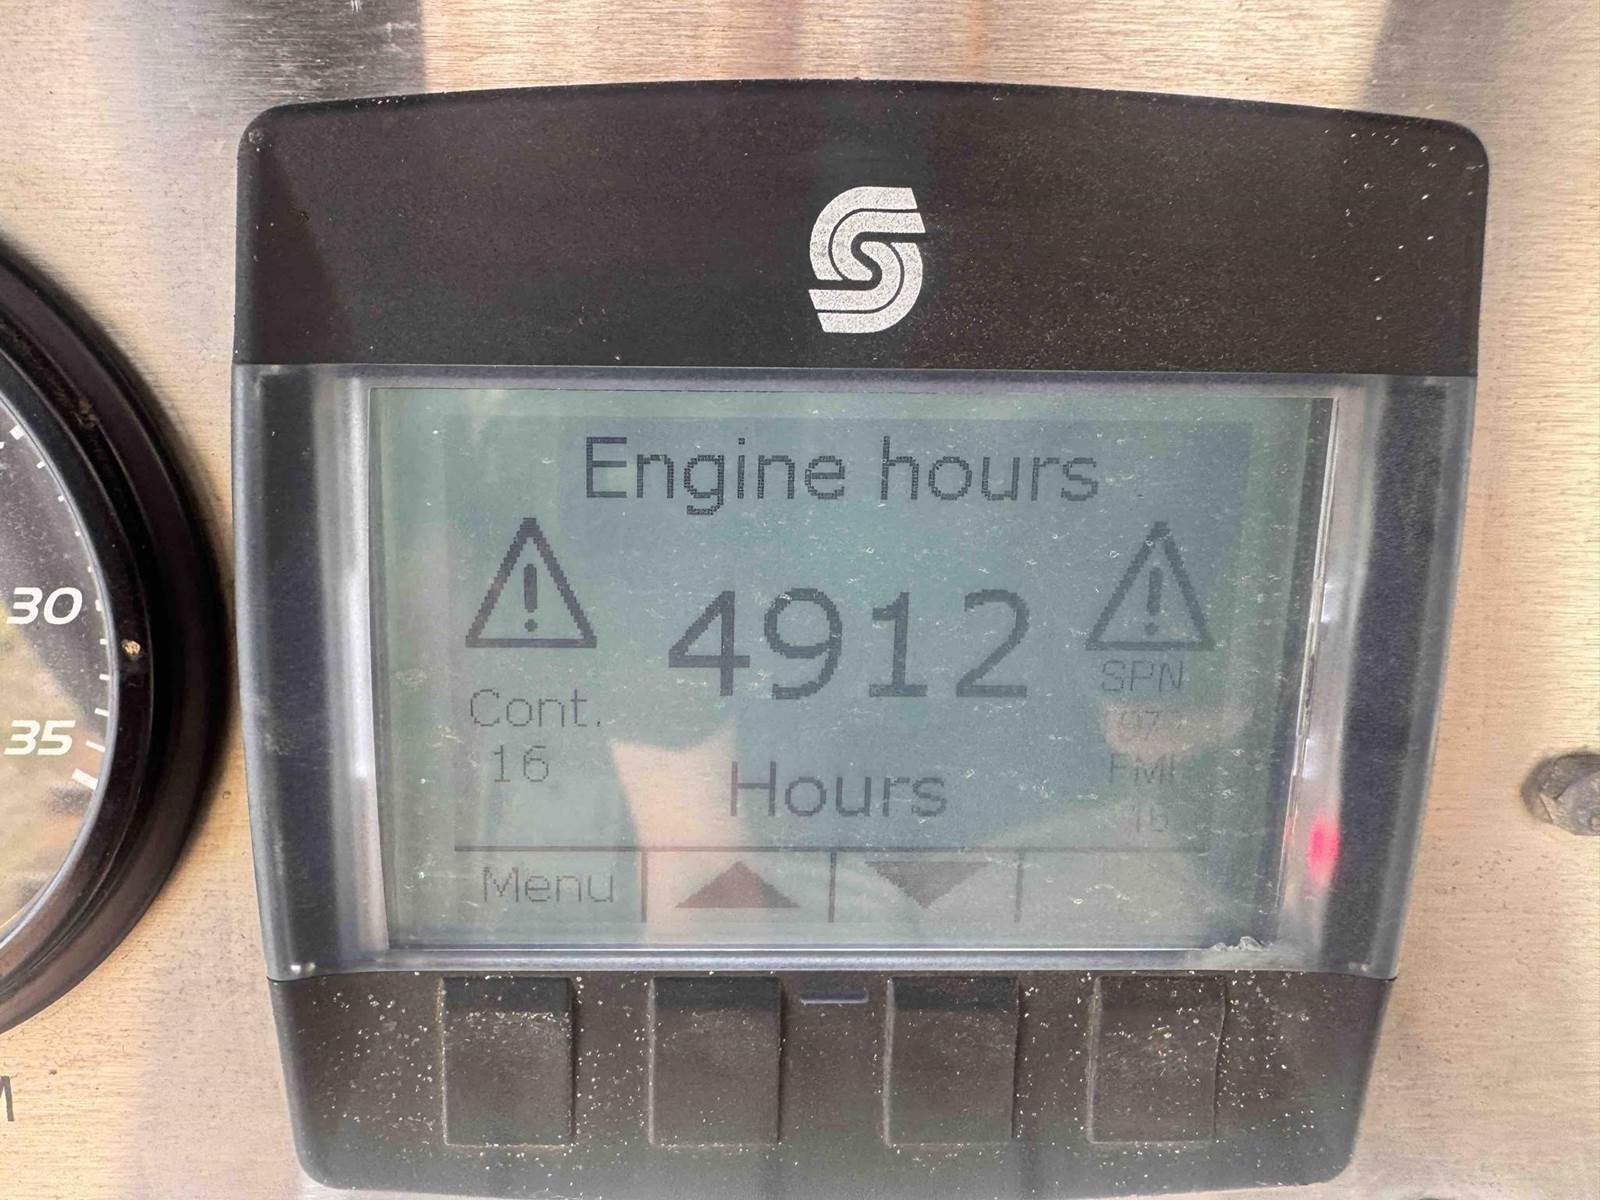 Engine hours
4912
Cont.
16
SPN
97
FMI
16
Hours
Menu
30
35